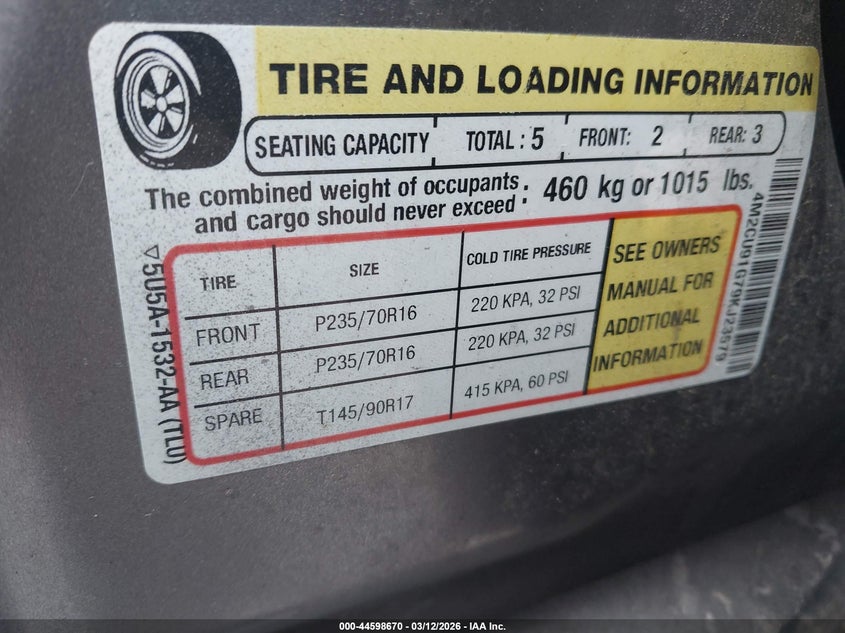 TIRE AND LOADING INFORMATION
SEATING CAPACITY TOTAL : 5 FRONT: 2 REAR: 3
The combined weight of occupants : 460 kg or 1015 lbs.
and cargo should never exceed
TIRE SIZE COLD TIRE PRESSURE
FRONT P235/70R16 220 KPA, 32 PSI
REAR P235/70R16 220 KPA, 32 PSI
SPARE T145/90R17 415 KPA, 60 PSI
SEE OWNERS
MANUAL FOR
ADDITIONAL
INFORMATION
5U5A-1532-AA (TLU)
4M2CU91G79KJ23579
000-44598670 - 03/12/2026 - IAA Inc.